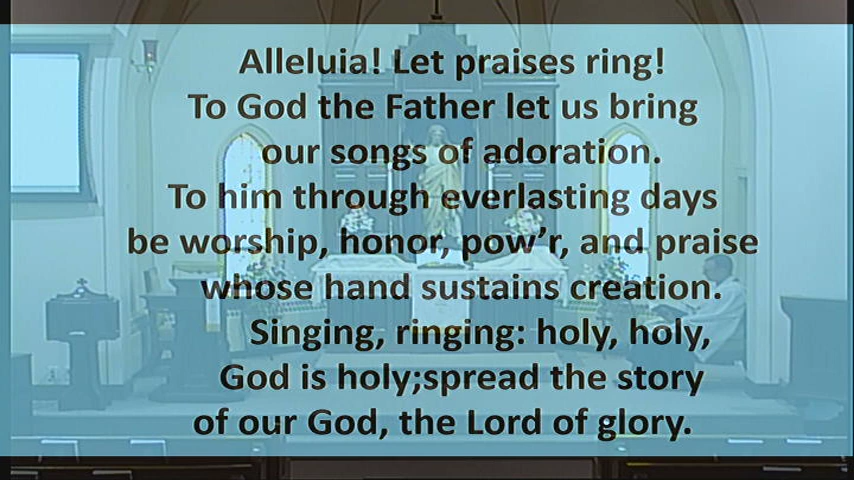 Alleluia! Let praises ring!
To God the Father let us bring
our songs of adoration.
To him through everlasting days
be worship, honor, pow’r, and praise
whose hand sustains creation.
Singing, ringing: holy, holy,
God is holy;spread the story
of our God, the Lord of glory.